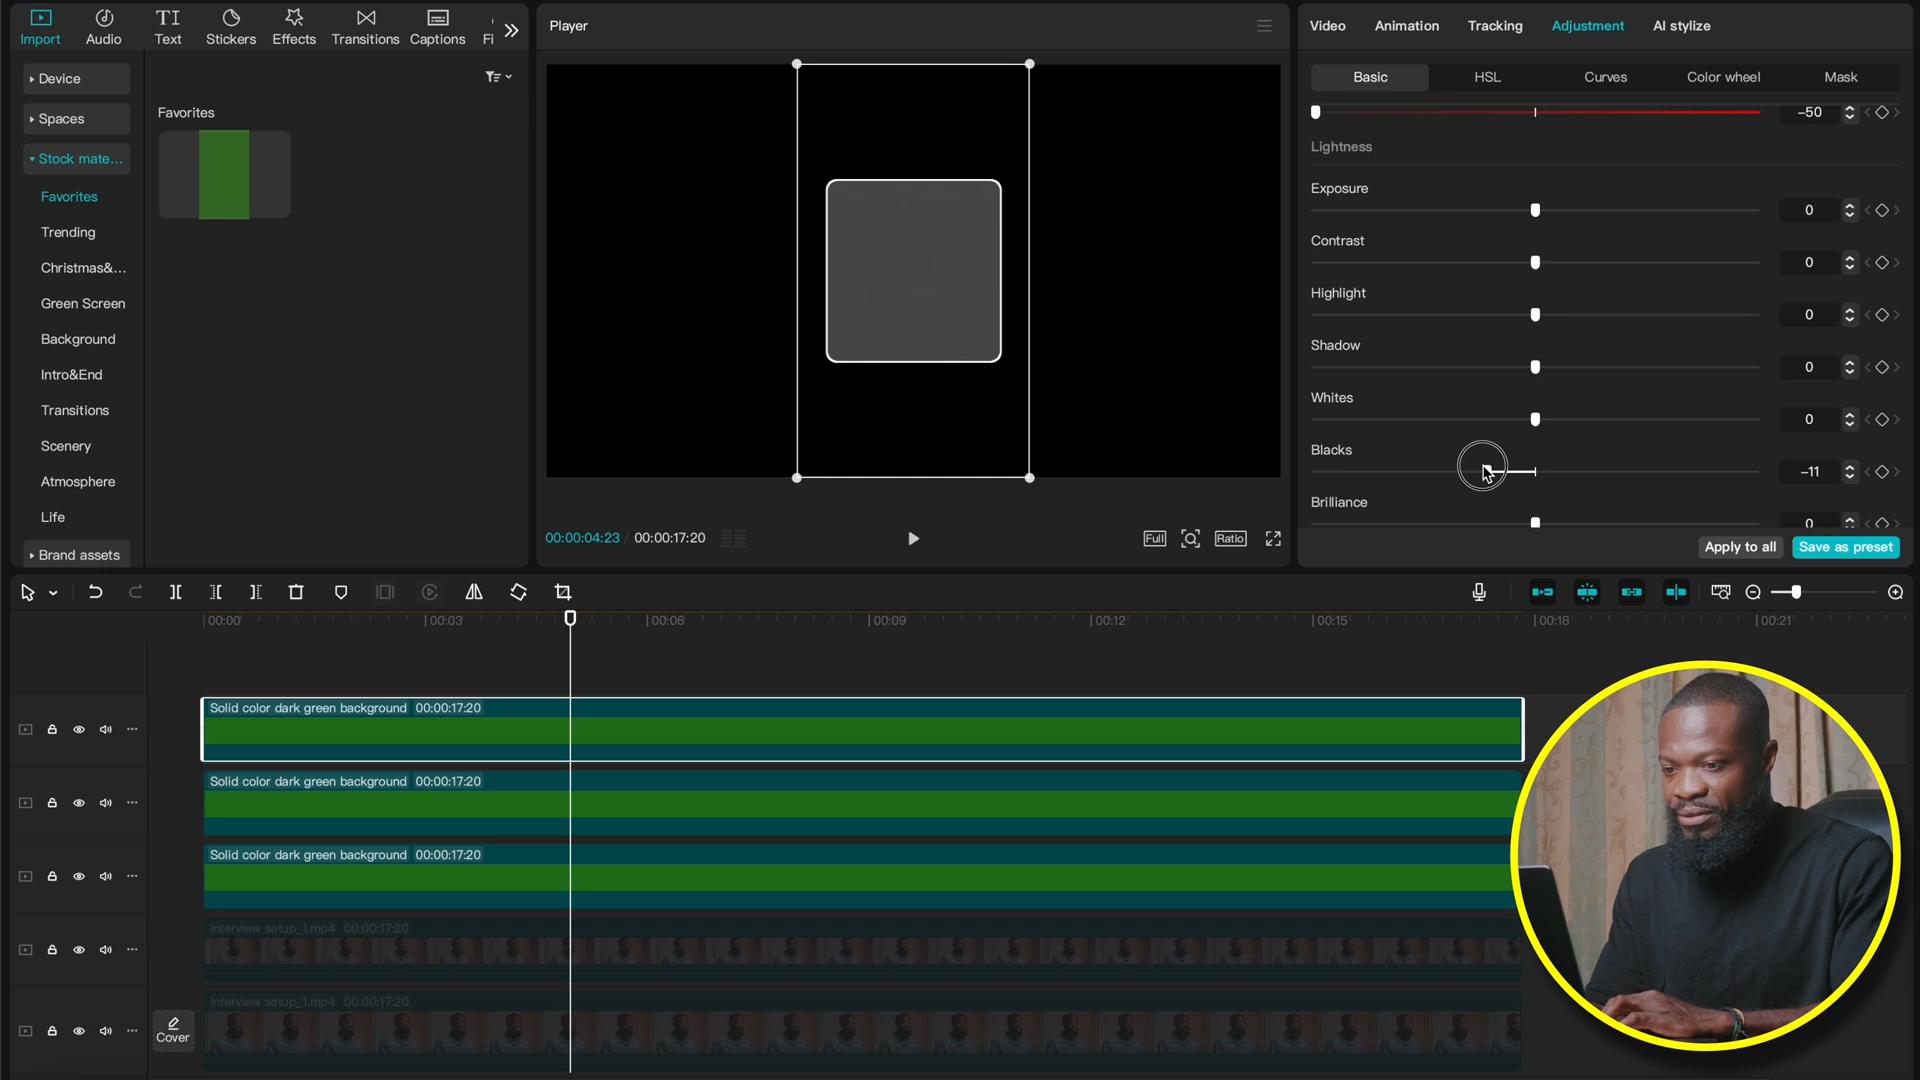 Import
Audio
Text
Stickers
Effects
Transitions
Captions
Fi
Device
Spaces
Stock mate...
Favorites
Trending
Christmas&...
Green Screen
Background
Intro&End
Transitions
Scenery
Atmosphere
Life
Brand assets
Favorites
Player
00:00:04:23 / 00:00:17:20
Full
Ratio
Video
Animation
Tracking
Adjustment
AI stylize
Basic
HSL
Curves
Color wheel
Mask
-50
Lightness
Exposure
0
Contrast
0
Highlight
0
Shadow
0
Whites
0
Blacks
-11
Brilliance
0
Apply to all
Save as preset
00:00
00:03
00:06
00:09
00:12
00:15
00:18
00:21
Solid color dark green background 00:00:17:20
Solid color dark green background 00:00:17:20
Solid color dark green background 00:00:17:20
Interview setup_1.mp4 00:00:17:20
Interview setup_1.mp4 00:00:17:20
Cover